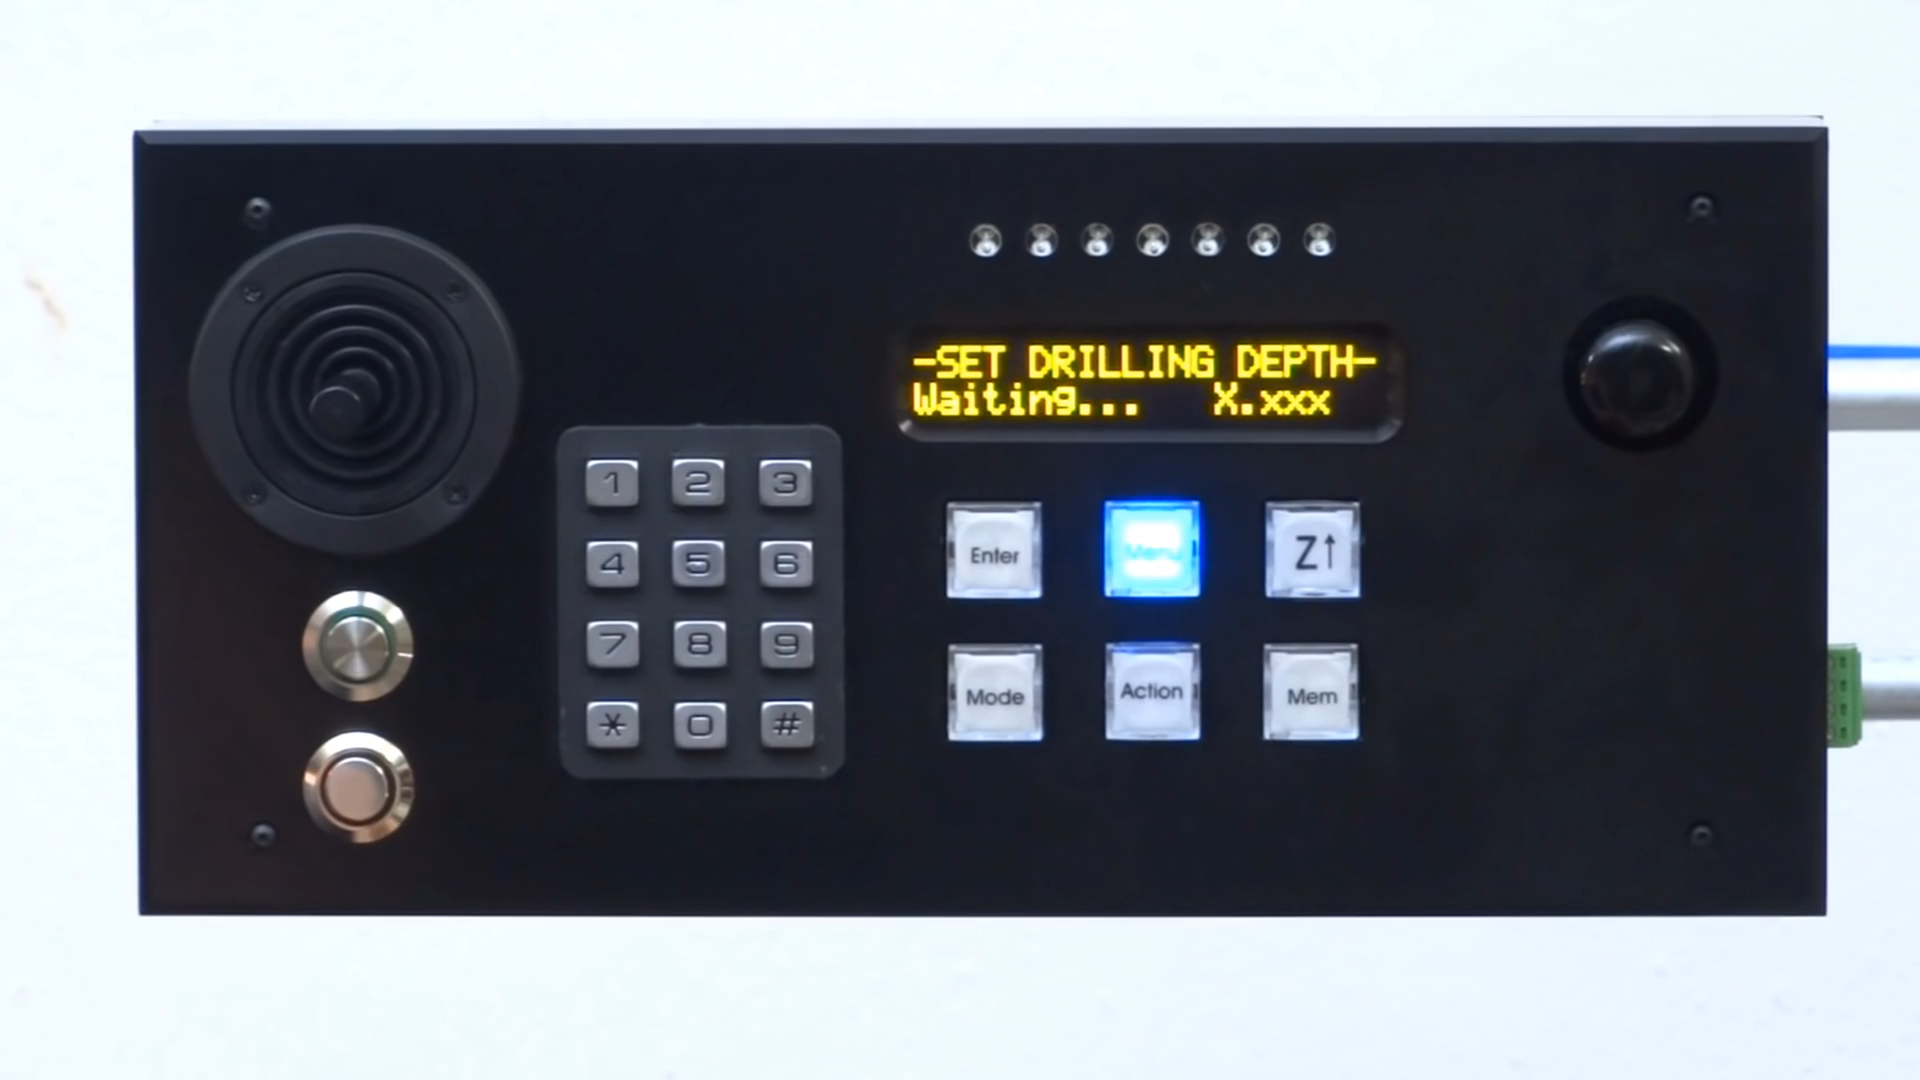 -SET DRILLING DEPTH-
Waiting... X.xxx
1 2 3
4 5 6
7 8 9
* 0 #
Enter Menu Z↑
Mode Action Mem